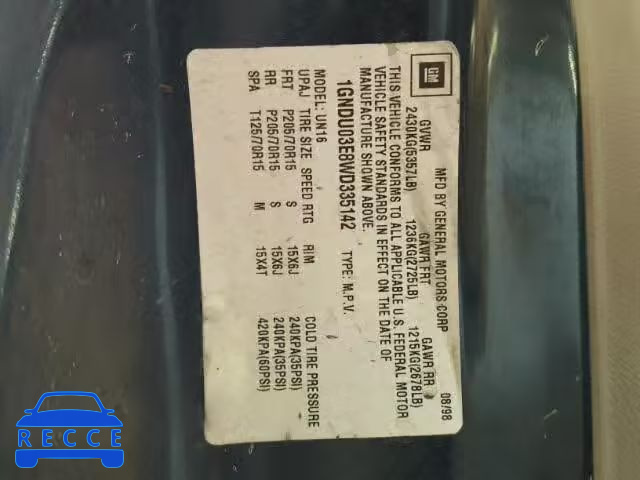 GM
MFD BY GENERAL MOTORS CORP 08/98
GVWR GAWR FRT GAWR RR
2430KG(5357LB) 1236KG(2725LB) 1215KG(2678LB)
THIS VEHICLE CONFORMS TO ALL APPLICABLE U.S. FEDERAL MOTOR
VEHICLE SAFETY STANDARDS IN EFFECT ON THE DATE OF
MANUFACTURE SHOWN ABOVE.
1GNDU03E8WD335142 TYPE: M.P.V.
MODEL: UN16
UPAJ TIRE SIZE SPEED RTG RIM COLD TIRE PRESSURE
FRT P205/70R15 S 15X6J 240KPA(35PSI)
RR P205/70R15 S 15X6J 240KPA(35PSI)
SPA T125/70R15 M 15X4T 420KPA(60PSI)
RECCE